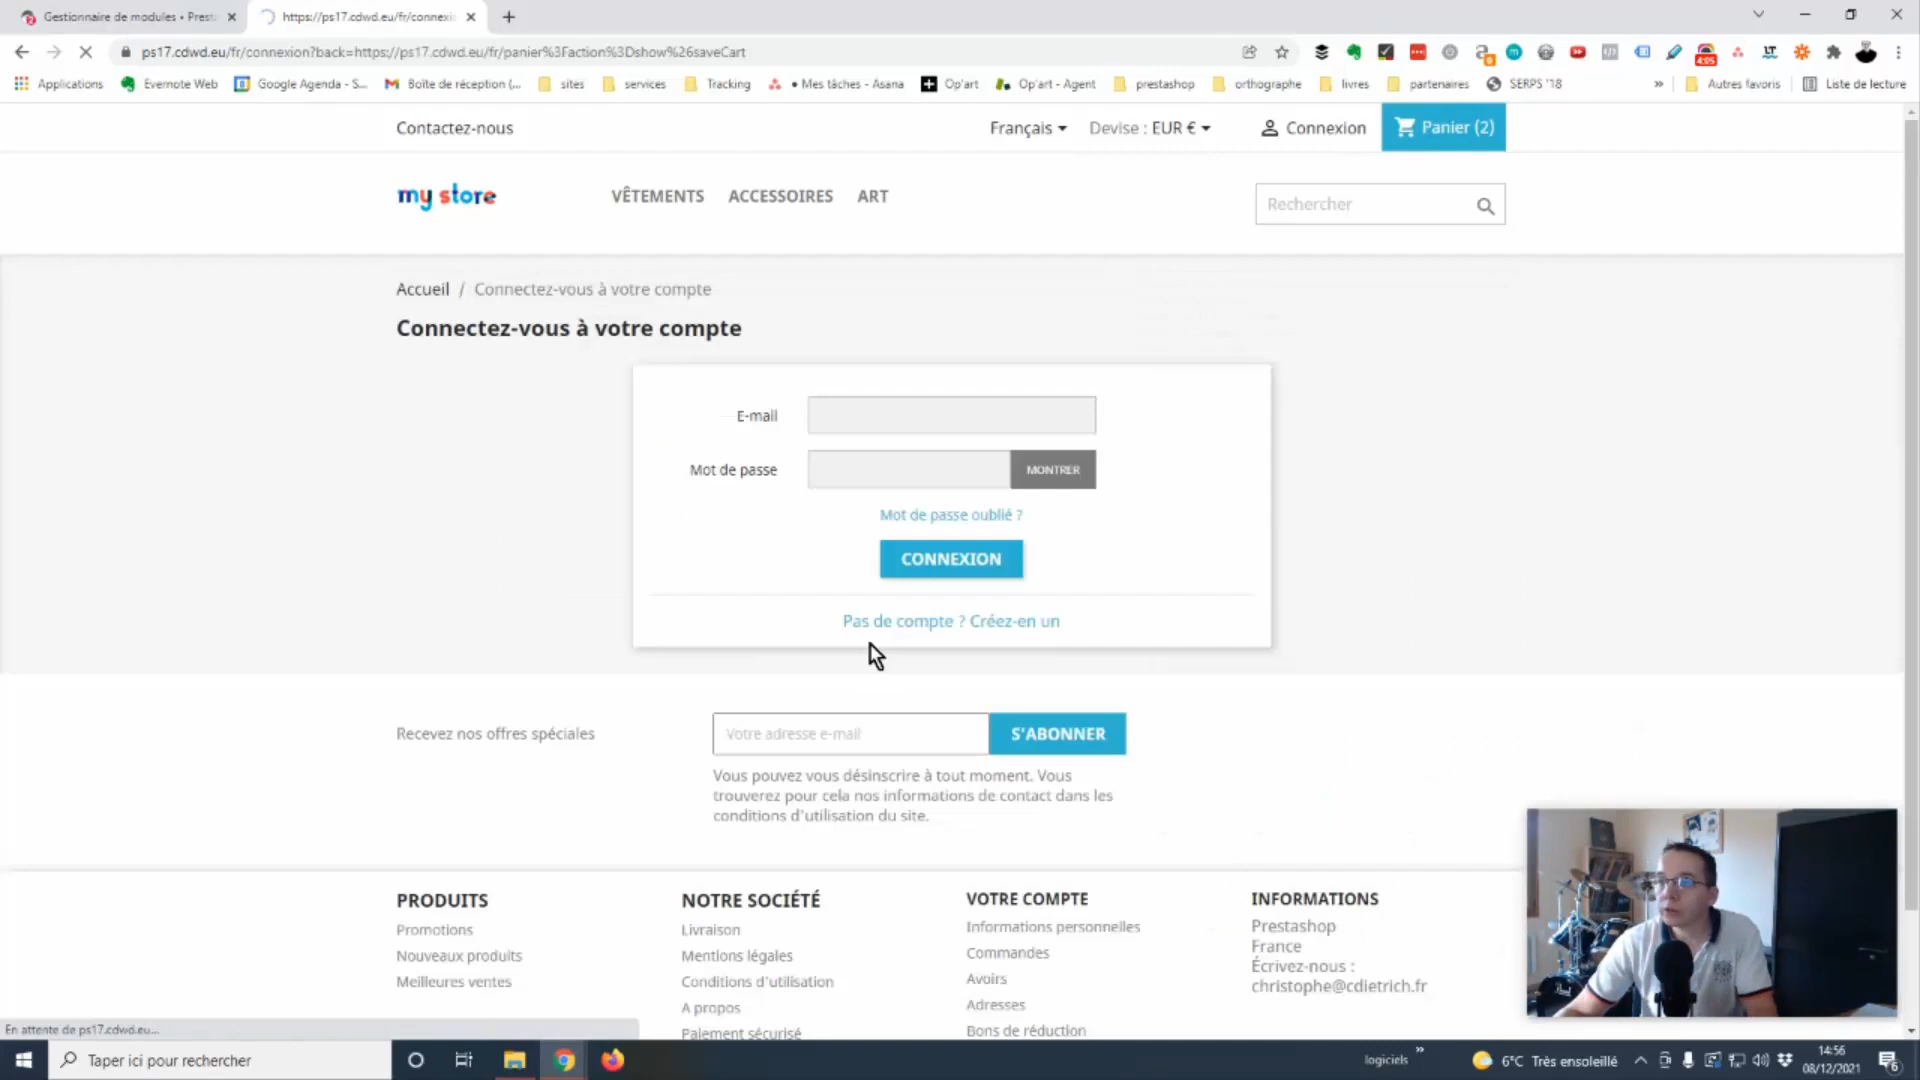 Gestionnaire de modules • Prest
https://ps17.cdwd.eu/fr/connexi
ps17.cdwd.eu/fr/connexion?back=https://ps17.cdwd.eu/fr/panier%3Faction%3Dshow%26saveCart
4:05
LT
Applications
Evernote Web
Google Agenda - S...
Boîte de réception (...
sites
services
Tracking
• Mes tâches - Asana
Op'art
Op'art - Agent
prestashop
orthographe
livres
partenaires
SERPS '18
»
Autres favoris
Liste de lecture
Contactez-nous
Français
Devise : EUR €
Connexion
Panier (2)
my store
VÊTEMENTS
ACCESSOIRES
ART
Rechercher
Accueil / Connectez-vous à votre compte
Connectez-vous à votre compte
E-mail
Mot de passe
MONTRER
Mot de passe oublié ?
CONNEXION
Pas de compte ? Créez-en un
Recevez nos offres spéciales
Votre adresse e-mail
S'ABONNER
Vous pouvez vous désinscrire à tout moment. Vous
trouverez pour cela nos informations de contact dans les
conditions d'utilisation du site.
PRODUITS
Promotions
Nouveaux produits
Meilleures ventes
NOTRE SOCIÉTÉ
Livraison
Mentions légales
Conditions d'utilisation
A propos
Paiement sécurisé
VOTRE COMPTE
Informations personnelles
Commandes
Avoirs
Adresses
Bons de réduction
INFORMATIONS
Prestashop
France
Écrivez-nous :
christophe@cdietrich.fr
En attente de ps17.cdwd.eu...
Taper ici pour rechercher
logiciels
»
6°C Très ensoleillé
14:56
08/12/2021
6